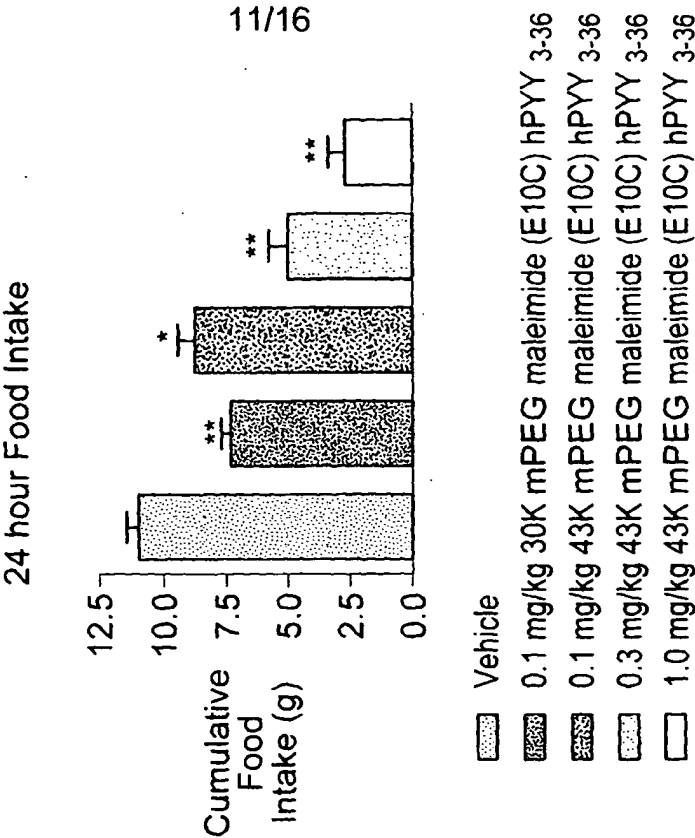 11/16
24 hour Food Intake
Cumulative
Food
Intake (g)
12.5
10.0
7.5
5.0
2.5
0.0
**
*
**
**
Vehicle
0.1 mg/kg 30K mPEG maleimide (E10C) hPYY 3-36
0.1 mg/kg 43K mPEG maleimide (E10C) hPYY 3-36
0.3 mg/kg 43K mPEG maleimide (E10C) hPYY 3-36
1.0 mg/kg 43K mPEG maleimide (E10C) hPYY 3-36